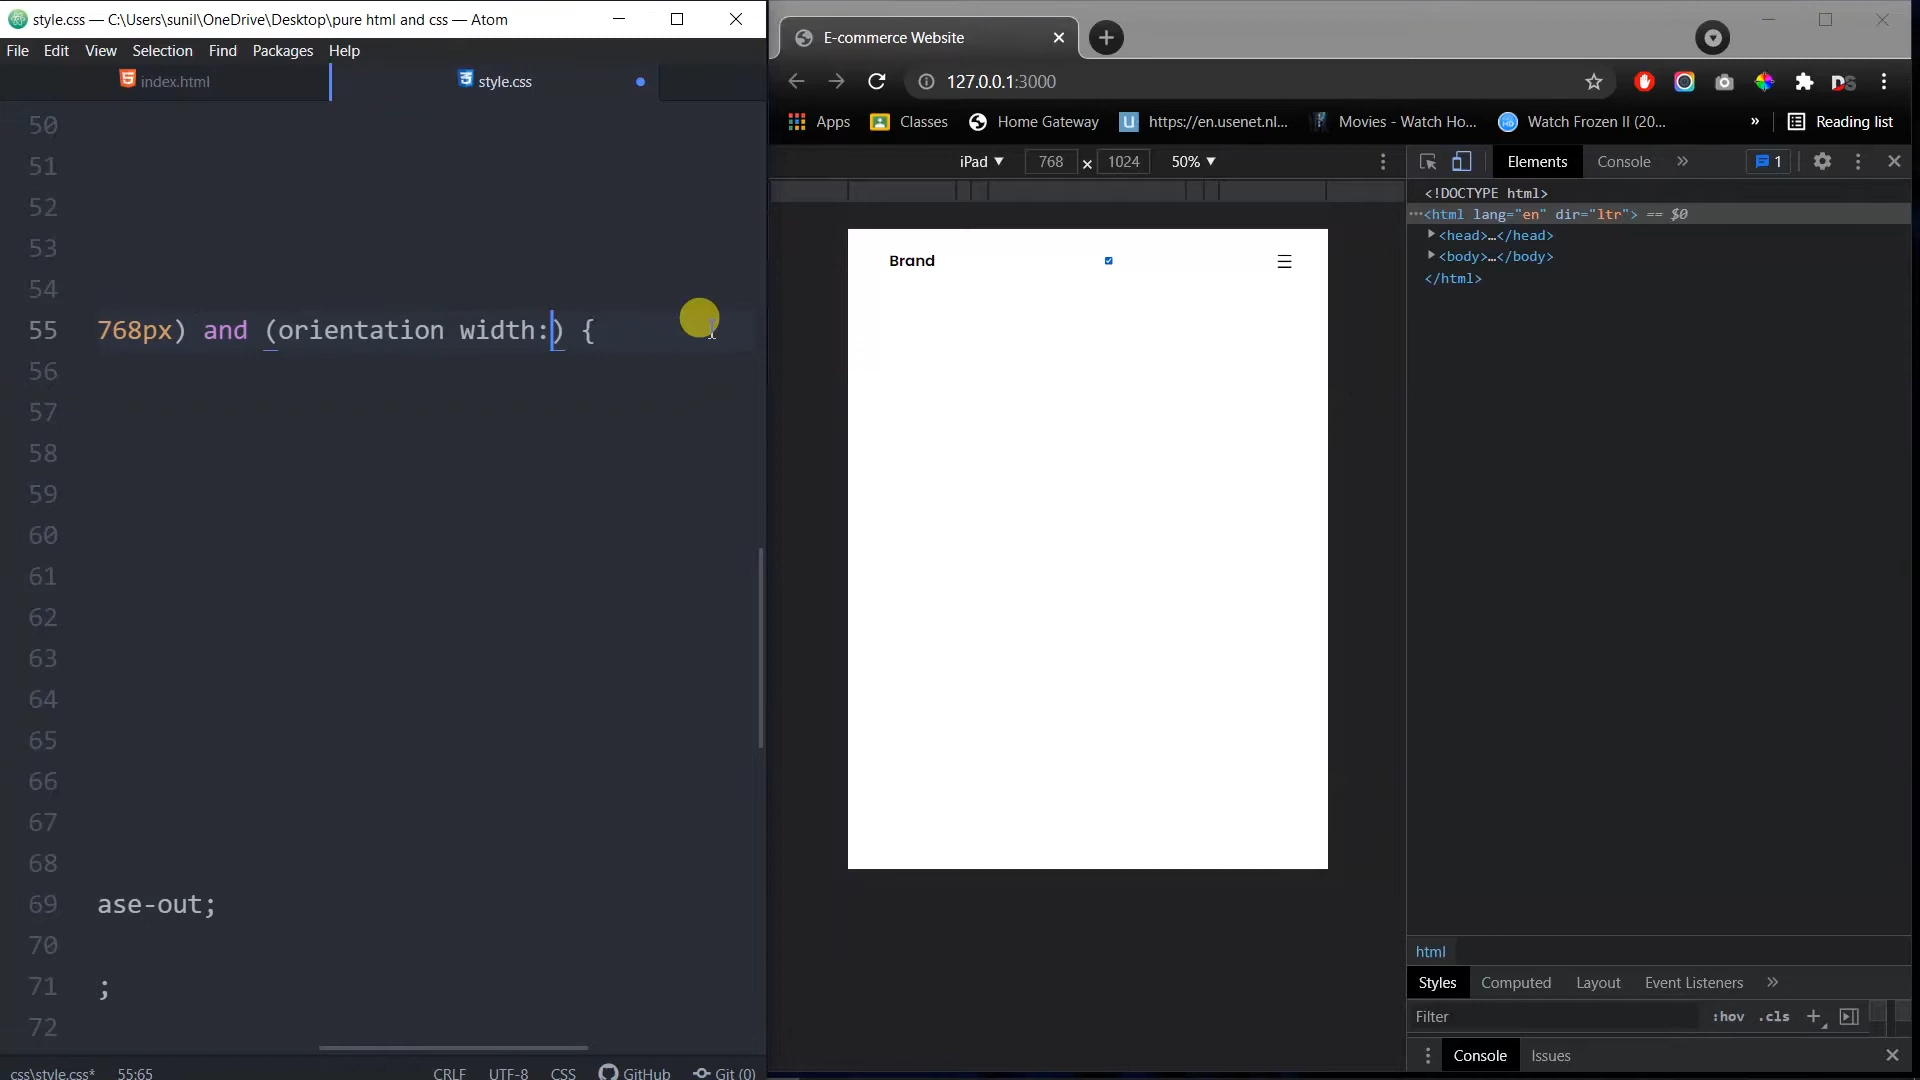 style.css — C:\Users\sunil\OneDrive\Desktop\pure html and css — Atom
File Edit View Selection Find Packages Help
index.html
style.css
50
51
52
53
54
55 768px) and (orientation width:) {
56
57
58
59
60
61
62
63
64
65
66
67
68
69 ase-out;
70
71 ;
72
css\style.css* 55:65 CRLF UTF-8 CSS GitHub Git (0)
E-commerce Website
127.0.0.1:3000
Apps Classes Home Gateway https://en.usenet.nl... Movies - Watch Ho... Watch Frozen II (20... » Reading list
iPad 768 × 1024 50%
Brand
Elements Console » 1
<!DOCTYPE html>
<html lang="en" dir="ltr"> == $0
<head>…</head>
<body>…</body>
</html>
html
Styles Computed Layout Event Listeners »
Filter :hov .cls +
Console Issues